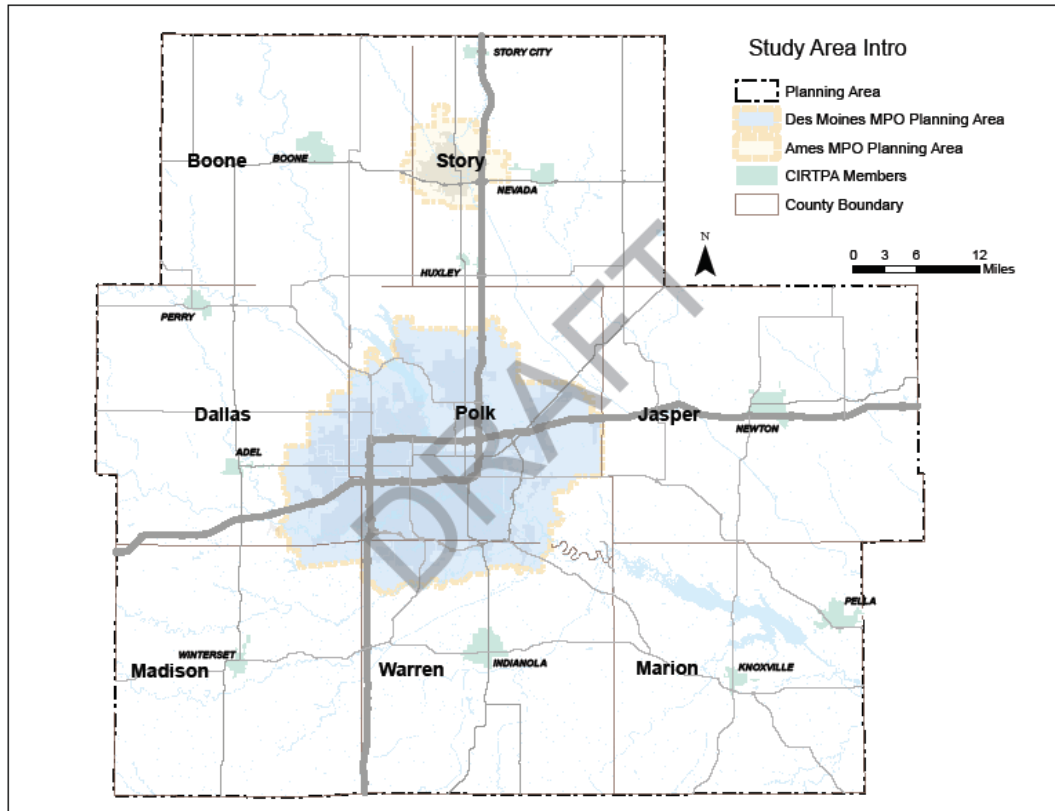 Study Area Intro
Planning Area
Des Moines MPO Planning Area
Ames MPO Planning Area
CIRTPA Members
County Boundary
N
0 3 6 12
Miles
STORY CITY
Boone
BOONE
Story
NEVADA
HUXLEY
PERRY
Dallas
Polk
Jasper
NEWTON
ADEL
DRAFT
PELLA
WINTERSET
Madison
Warren
INDIANOLA
Marion
KNOXVILLE